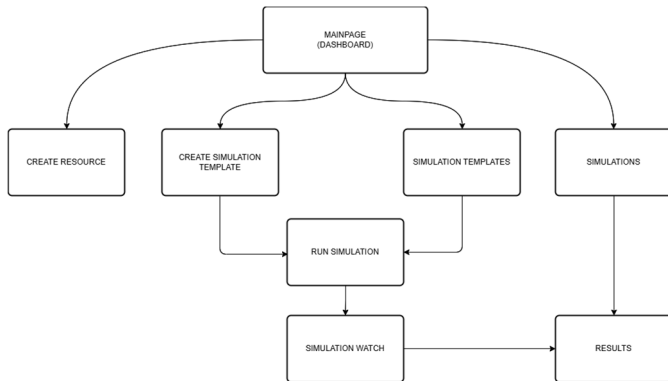 MAINPAGE
(DASHBOARD)
CREATE RESOURCE
CREATE SIMULATION
TEMPLATE
SIMULATION TEMPLATES
SIMULATIONS
RUN SIMULATION
SIMULATION WATCH
RESULTS